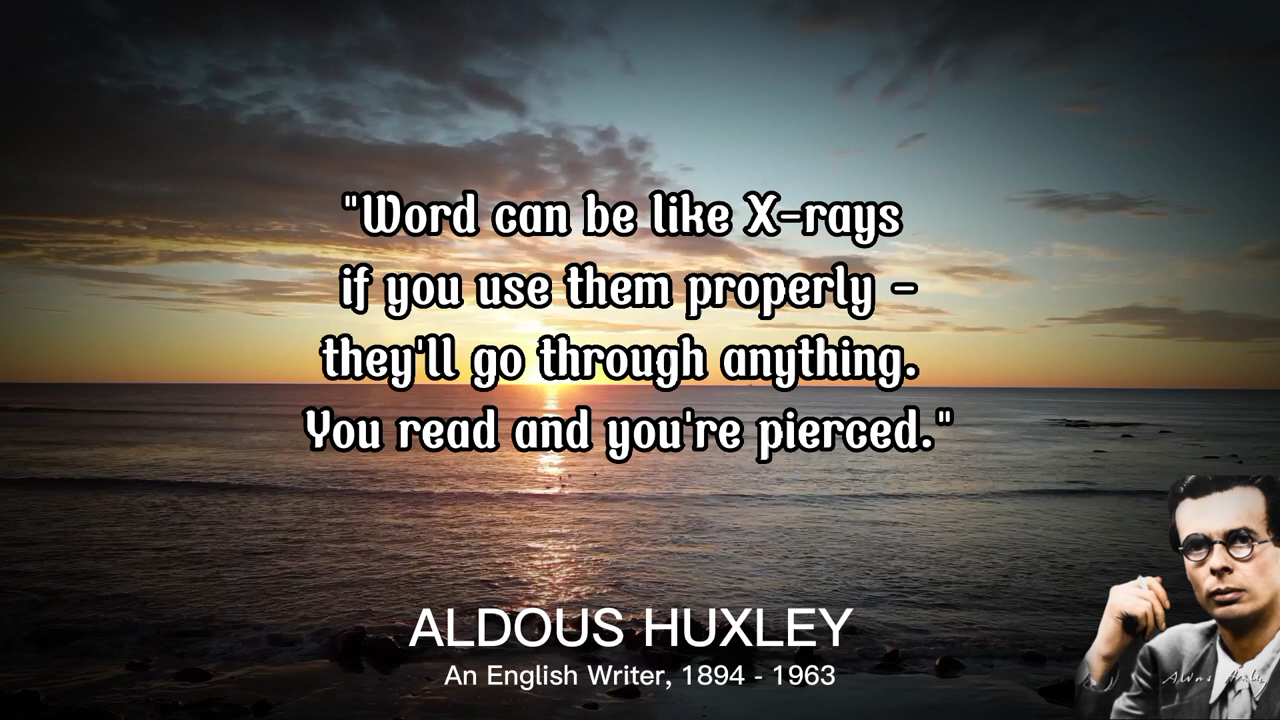 "Word can be like X-rays
if you use them properly -
they'll go through anything.
You read and you're pierced."
ALDOUS HUXLEY
An English Writer, 1894 - 1963